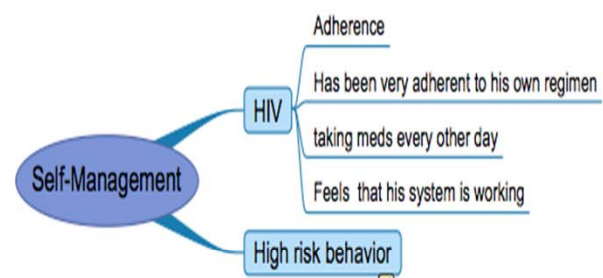 Adherence
Has been very adherent to his own regimen
HIV
taking meds every other day
Self-Management
Feels that his system is working
High risk behavior